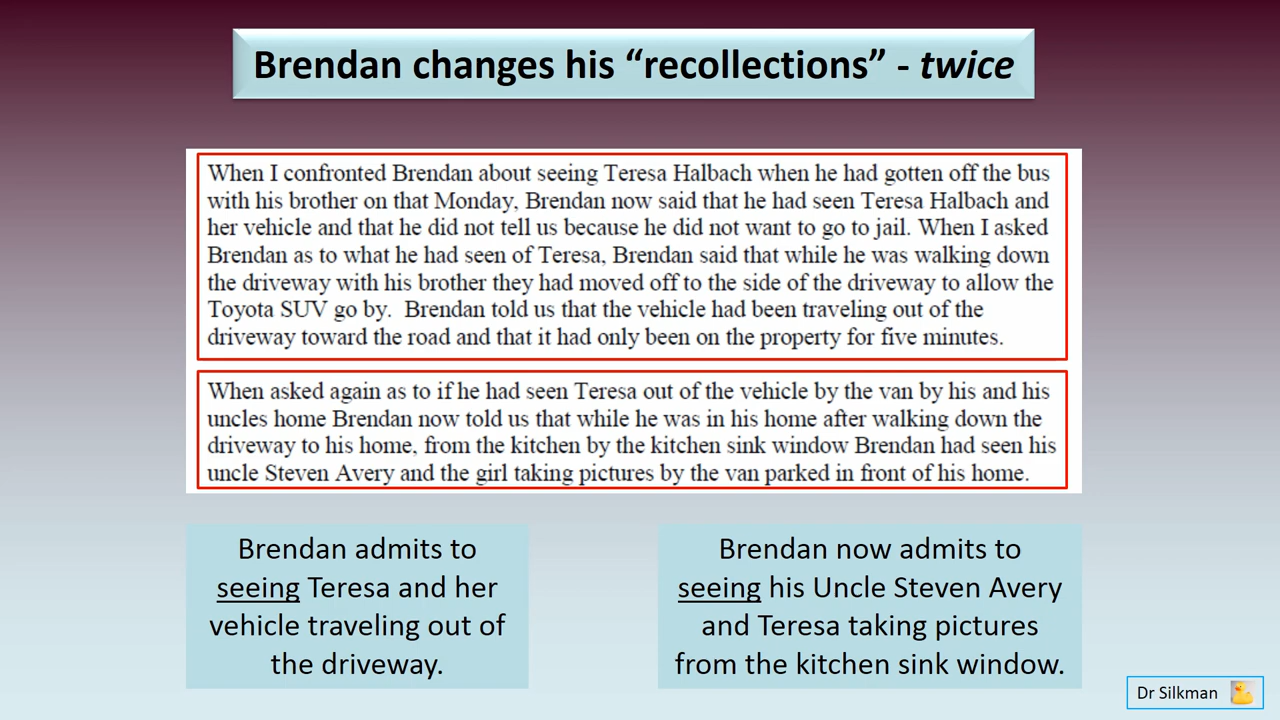 Brendan changes his “recollections” - twice
When I confronted Brendan about seeing Teresa Halbach when he had gotten off the bus
with his brother on that Monday, Brendan now said that he had seen Teresa Halbach and
her vehicle and that he did not tell us because he did not want to go to jail. When I asked
Brendan as to what he had seen of Teresa, Brendan said that while he was walking down
the driveway with his brother they had moved off to the side of the driveway to allow the
Toyota SUV go by. Brendan told us that the vehicle had been traveling out of the
driveway toward the road and that it had only been on the property for five minutes.
When asked again as to if he had seen Teresa out of the vehicle by the van by his and his
uncles home Brendan now told us that while he was in his home after walking down the
driveway to his home, from the kitchen by the kitchen sink window Brendan had seen his
uncle Steven Avery and the girl taking pictures by the van parked in front of his home.
Brendan admits to
seeing Teresa and her
vehicle traveling out of
the driveway.
Brendan now admits to
seeing his Uncle Steven Avery
and Teresa taking pictures
from the kitchen sink window.
Dr Silkman